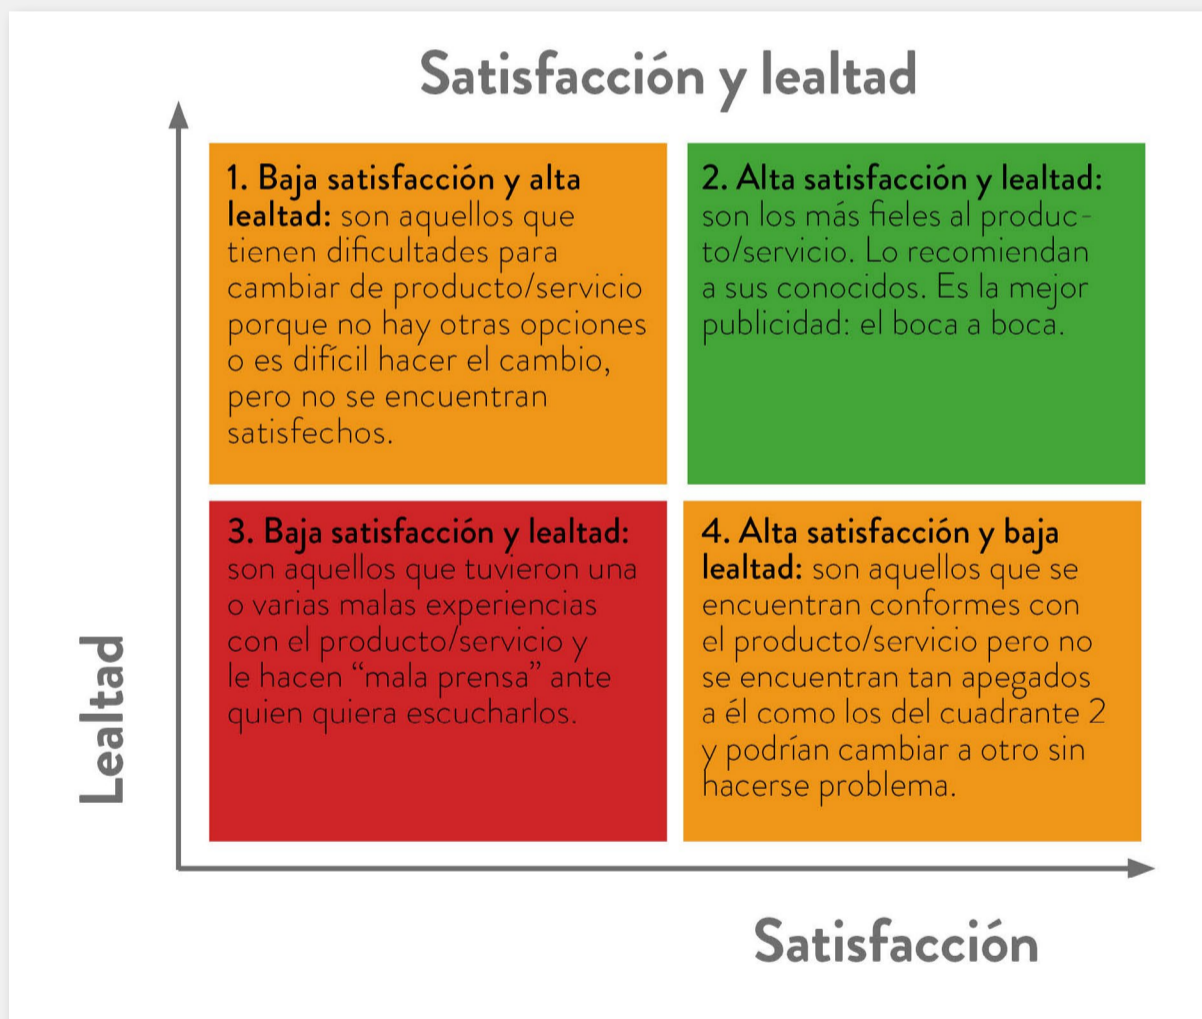 Satisfacción y lealtad
1. Baja satisfacción y alta
lealtad: son aquellos que
tienen dificultades para
cambiar de producto/servicio
porque no hay otras opciones
o es difícil hacer el cambio,
pero no se encuentran
satisfechos.
2. Alta satisfacción y lealtad:
son los más fieles al produc-
to/servicio. Lo recomiendan
a sus conocidos. Es la mejor
publicidad: el boca a boca.
3. Baja satisfacción y lealtad:
son aquellos que tuvieron una
o varias malas experiencias
con el producto/servicio y
le hacen “mala prensa” ante
quien quiera escucharlos.
4. Alta satisfacción y baja
lealtad: son aquellos que se
encuentran conformes con
el producto/servicio pero no
se encuentran tan apegados
a él como los del cuadrante 2
y podrían cambiar a otro sin
hacerse problema.
Lealtad
Satisfacción